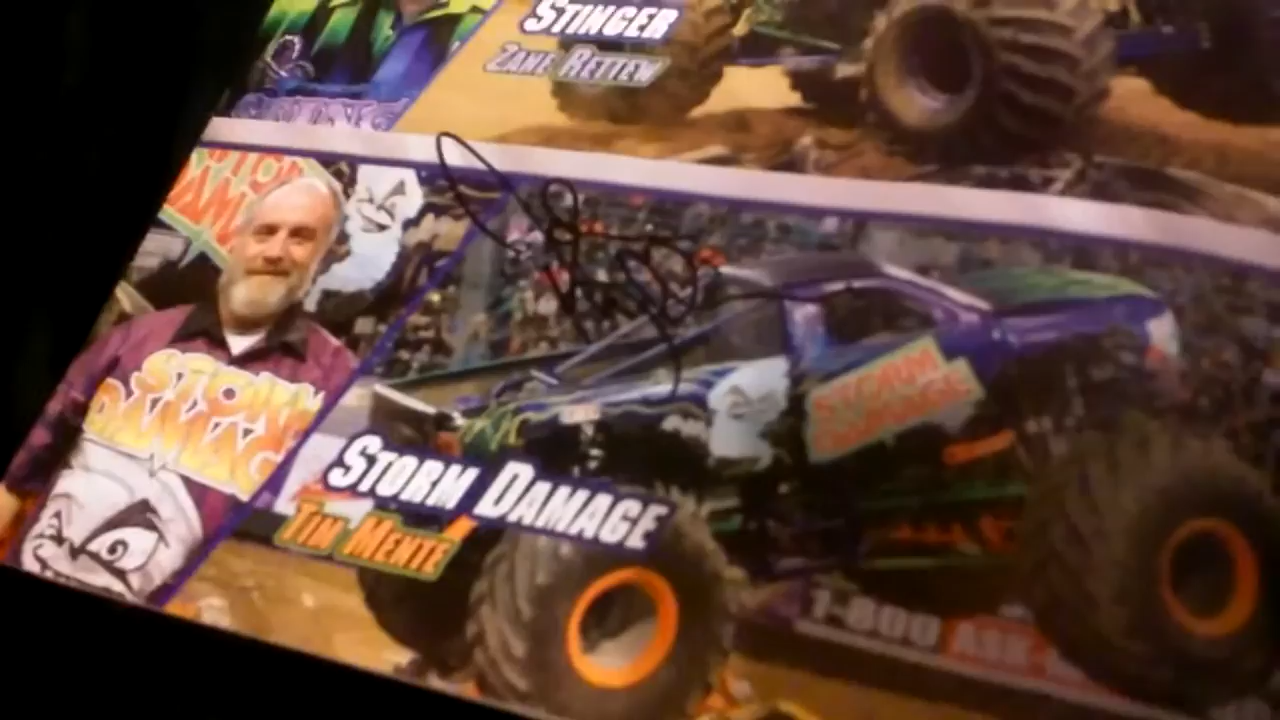 STINGER
ZANE RETTEW
STORM DAMAGE
STORM DAMAGE
STORM DAMAGE
TIM MENTE
1-800 ASK